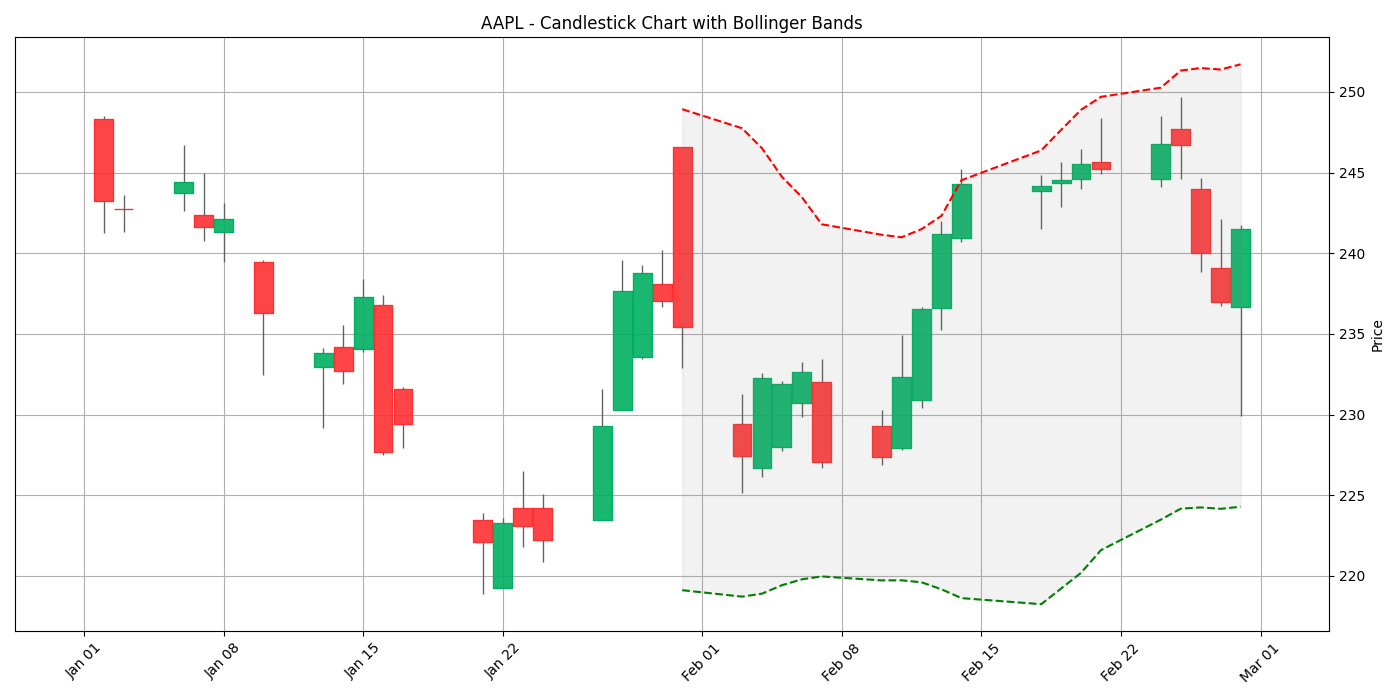 AAPL - Candlestick Chart with Bollinger Bands
250
245
240
235
230
225
220
Price
Jan 01
Jan 08
Jan 15
Jan 22
Feb 01
Feb 08
Feb 15
Feb 22
Mar 01